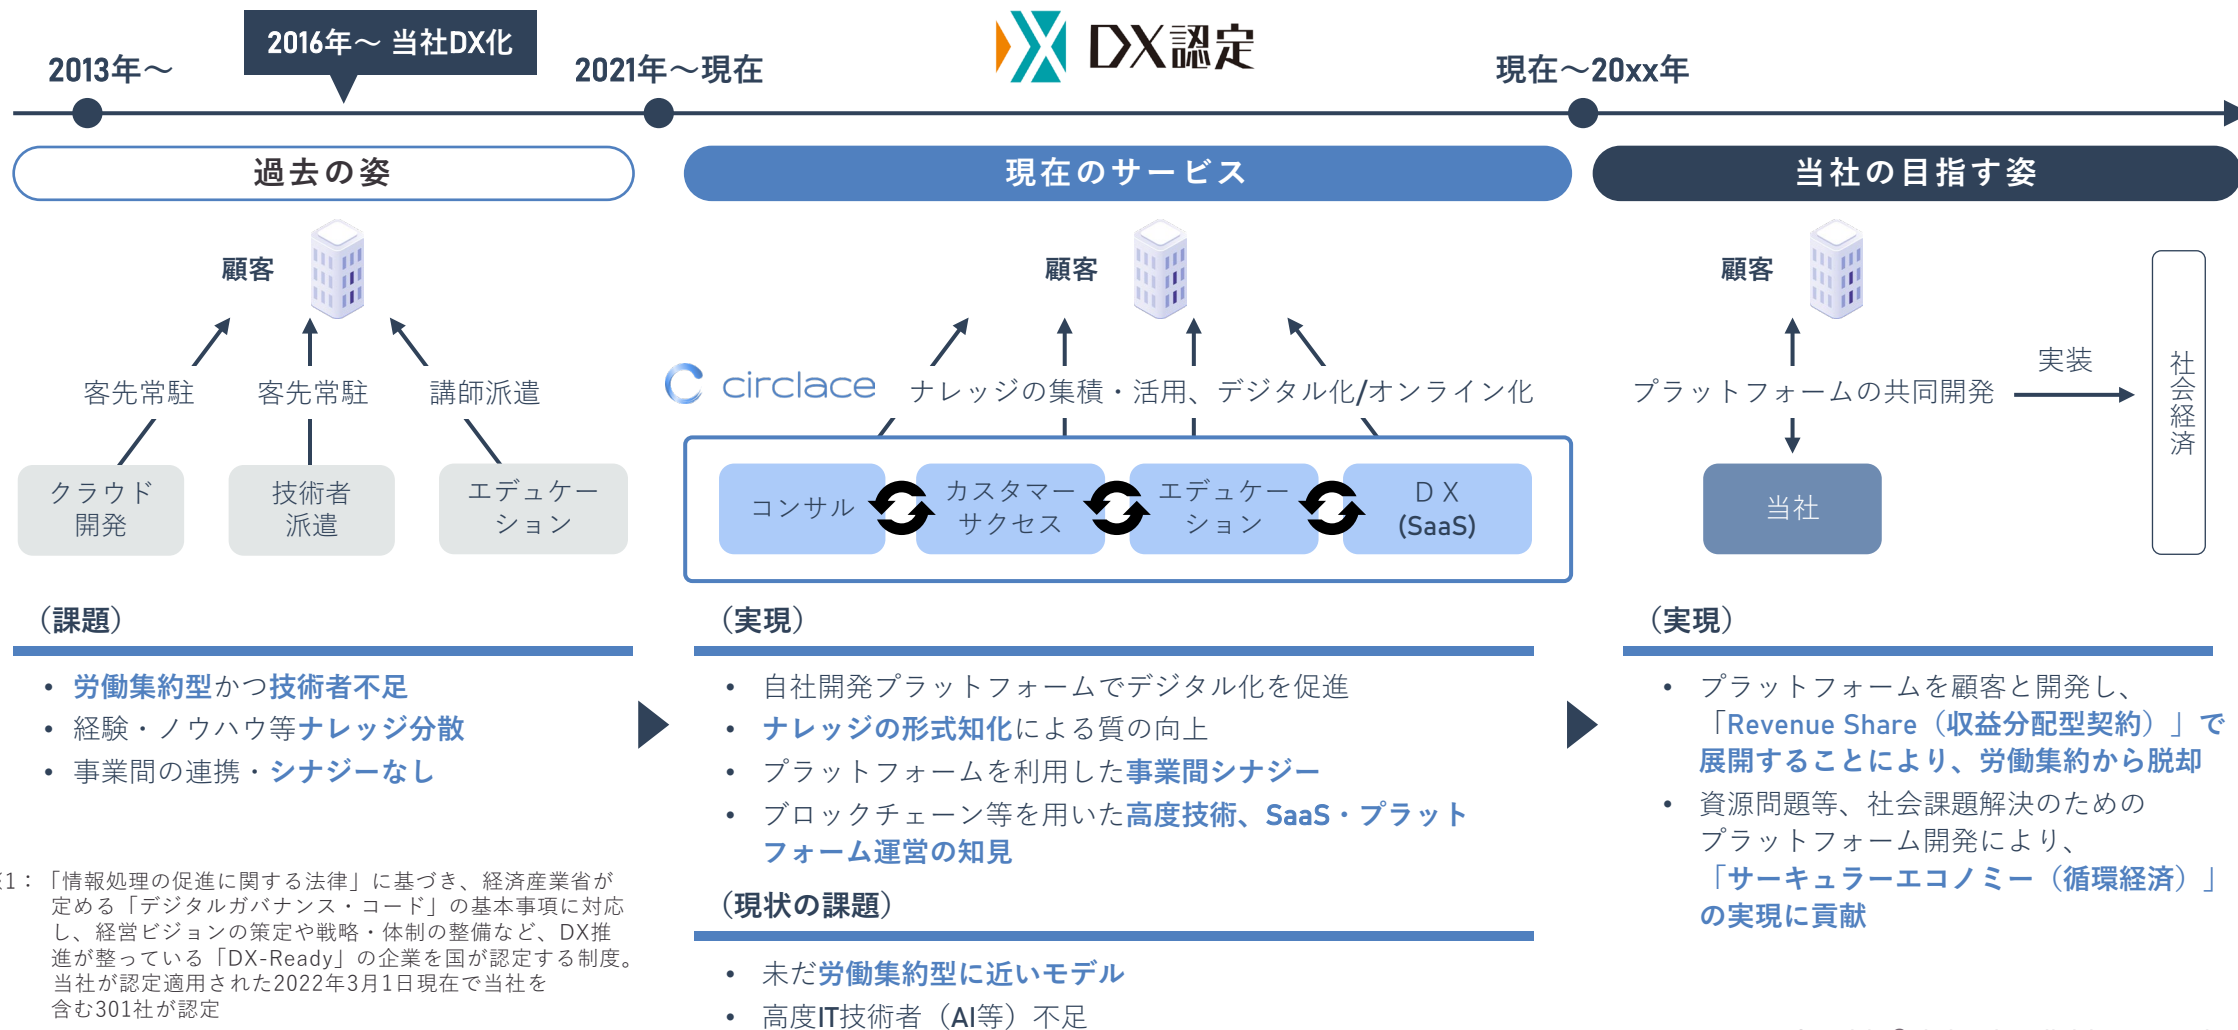 2013年～
2016年～ 当社DX化
2021年～現在
DX認定
現在～20xx年
過去の姿
現在のサービス
当社の目指す姿
顧客
客先常駐
客先常駐
講師派遣
クラウド
開発
技術者
派遣
エデュケー
ション
顧客
circlace
ナレッジの集積・活用、デジタル化/オンライン化
コンサル
カスタマー
サクセス
エデュケー
ション
ＤＸ
(SaaS)
顧客
プラットフォームの共同開発
実装
社会経済
当社
（課題）
• 労働集約型かつ技術者不足
• 経験・ノウハウ等ナレッジ分散
• 事業間の連携・シナジーなし
1：「情報処理の促進に関する法律」に基づき、経済産業省が
定める「デジタルガバナンス・コード」の基本事項に対応
し、経営ビジョンの策定や戦略・体制の整備など、DX推
進が整っている「DX-Ready」の企業を国が認定する制度。
当社が認定適用された2022年3月1日現在で当社を
含む301社が認定
（実現）
• 自社開発プラットフォームでデジタル化を促進
• ナレッジの形式知化による質の向上
• プラットフォームを利用した事業間シナジー
• ブロックチェーン等を用いた高度技術、SaaS・プラット
フォーム運営の知見
（現状の課題）
• 未だ労働集約型に近いモデル
• 高度IT技術者（AI等）不足
（実現）
• プラットフォームを顧客と開発し、
「Revenue Share（収益分配型契約）」で
展開することにより、労働集約から脱却
• 資源問題等、社会課題解決のための
プラットフォーム開発により、
「サーキュラーエコノミー（循環経済）」
の実現に貢献